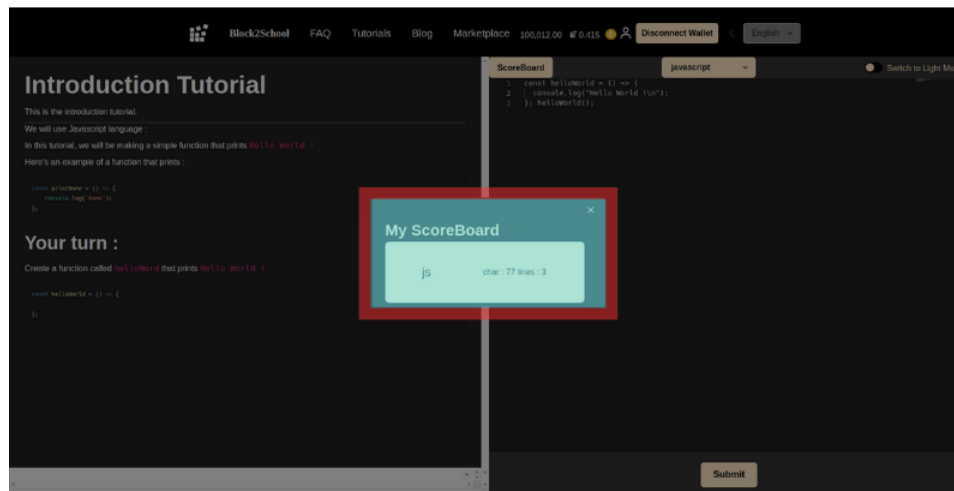 Block2School FAQ Tutorials Blog Marketplace 100,012.00 0.415 Disconnect Wallet English
Introduction Tutorial
This is the introduction tutorial.
We will use Javascript language :
In this tutorial, we will be making a simple function that prints Hello World !
Here's an example of a function that prints :
const printName = () => {
console.log('Name');
};
Your turn :
Create a function called helloWord that prints Hello World !
const helloWorld = () => {
};
ScoreBoard javascript Switch to Light Mo
1 const helloWorld = () => {
2 console.log("Hello World !\n");
3 }; helloWorld();
My ScoreBoard
js char : 77 lines : 3
Submit